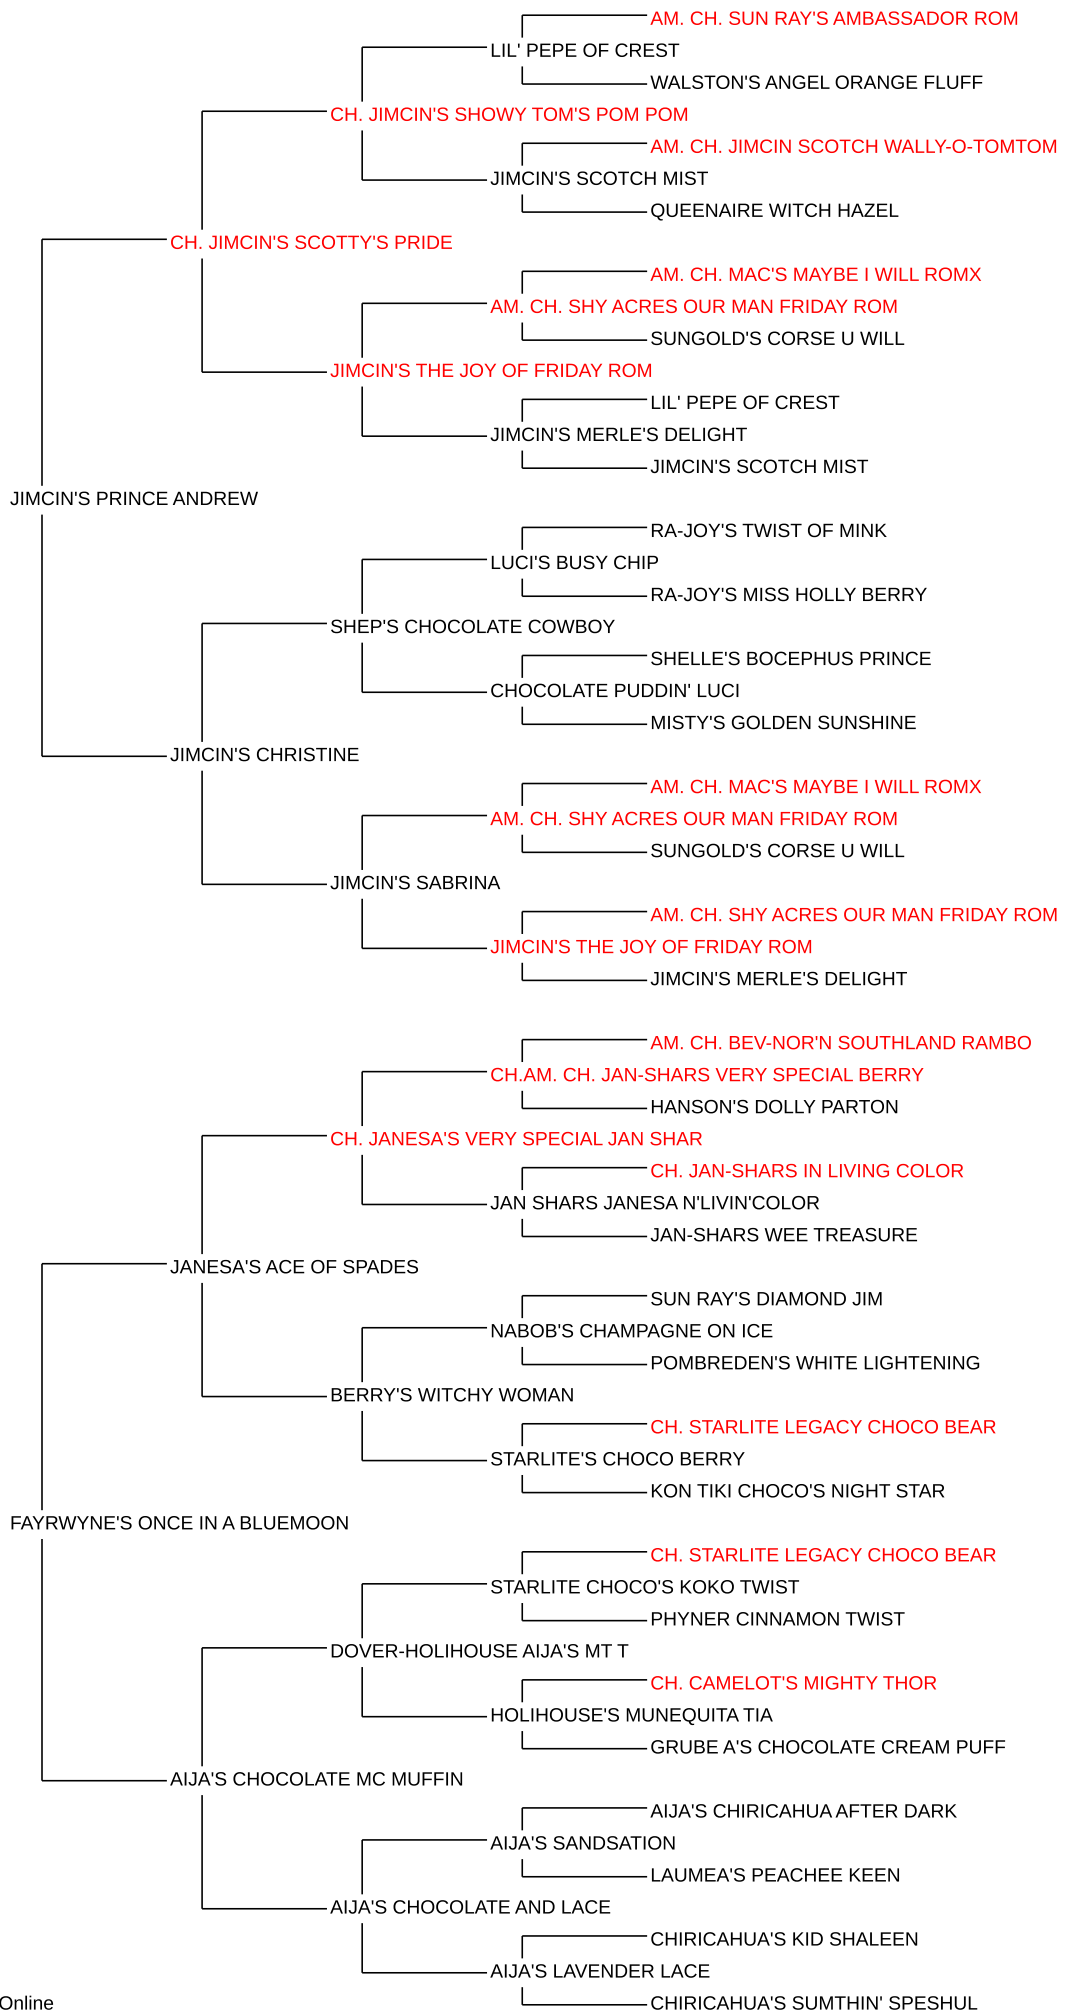 AM. CH. SUN RAY'S AMBASSADOR ROM
LIL' PEPE OF CREST
WALSTON'S ANGEL ORANGE FLUFF
CH. JIMCIN'S SHOWY TOM'S POM POM
AM. CH. JIMCIN SCOTCH WALLY-O-TOMTOM
JIMCIN'S SCOTCH MIST
QUEENAIRE WITCH HAZEL
CH. JIMCIN'S SCOTTY'S PRIDE
AM. CH. MAC'S MAYBE I WILL ROMX
AM. CH. SHY ACRES OUR MAN FRIDAY ROM
SUNGOLD'S CORSE U WILL
JIMCIN'S THE JOY OF FRIDAY ROM
LIL' PEPE OF CREST
JIMCIN'S MERLE'S DELIGHT
JIMCIN'S SCOTCH MIST
JIMCIN'S PRINCE ANDREW
RA-JOY'S TWIST OF MINK
LUCI'S BUSY CHIP
RA-JOY'S MISS HOLLY BERRY
SHEP'S CHOCOLATE COWBOY
SHELLE'S BOCEPHUS PRINCE
CHOCOLATE PUDDIN' LUCI
MISTY'S GOLDEN SUNSHINE
JIMCIN'S CHRISTINE
AM. CH. MAC'S MAYBE I WILL ROMX
AM. CH. SHY ACRES OUR MAN FRIDAY ROM
SUNGOLD'S CORSE U WILL
JIMCIN'S SABRINA
AM. CH. SHY ACRES OUR MAN FRIDAY ROM
JIMCIN'S THE JOY OF FRIDAY ROM
JIMCIN'S MERLE'S DELIGHT
AM. CH. BEV-NOR'N SOUTHLAND RAMBO
CH.AM. CH. JAN-SHARS VERY SPECIAL BERRY
HANSON'S DOLLY PARTON
CH. JANESA'S VERY SPECIAL JAN SHAR
CH. JAN-SHARS IN LIVING COLOR
JAN SHARS JANESA N'LIVIN'COLOR
JAN-SHARS WEE TREASURE
JANESA'S ACE OF SPADES
SUN RAY'S DIAMOND JIM
NABOB'S CHAMPAGNE ON ICE
POMBREDEN'S WHITE LIGHTENING
BERRY'S WITCHY WOMAN
CH. STARLITE LEGACY CHOCO BEAR
STARLITE'S CHOCO BERRY
KON TIKI CHOCO'S NIGHT STAR
FAYRWYNE'S ONCE IN A BLUEMOON
CH. STARLITE LEGACY CHOCO BEAR
STARLITE CHOCO'S KOKO TWIST
PHYNER CINNAMON TWIST
DOVER-HOLIHOUSE AIJA'S MT T
CH. CAMELOT'S MIGHTY THOR
HOLIHOUSE'S MUNEQUITA TIA
GRUBE A'S CHOCOLATE CREAM PUFF
AIJA'S CHOCOLATE MC MUFFIN
AIJA'S CHIRICAHUA AFTER DARK
AIJA'S SANDSATION
LAUMEA'S PEACHEE KEEN
AIJA'S CHOCOLATE AND LACE
CHIRICAHUA'S KID SHALEEN
AIJA'S LAVENDER LACE
CHIRICAHUA'S SUMTHIN' SPESHUL
Online